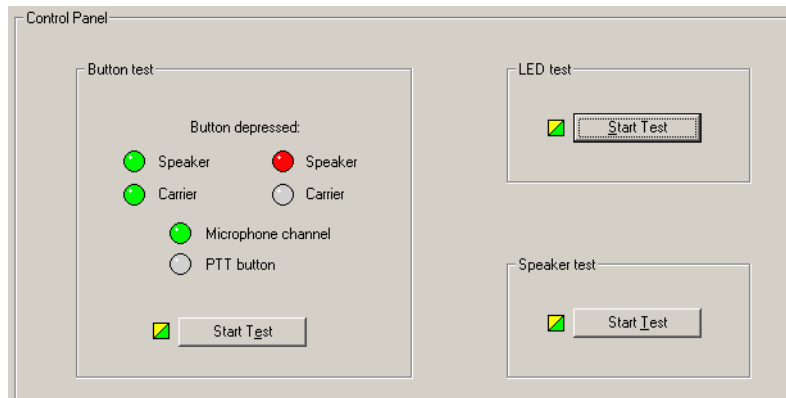 Control Panel
Button test
Button depressed:
Speaker Speaker
Carrier Carrier
Microphone channel
PTT button
Start Test
LED test
Start Test
Speaker test
Start Test